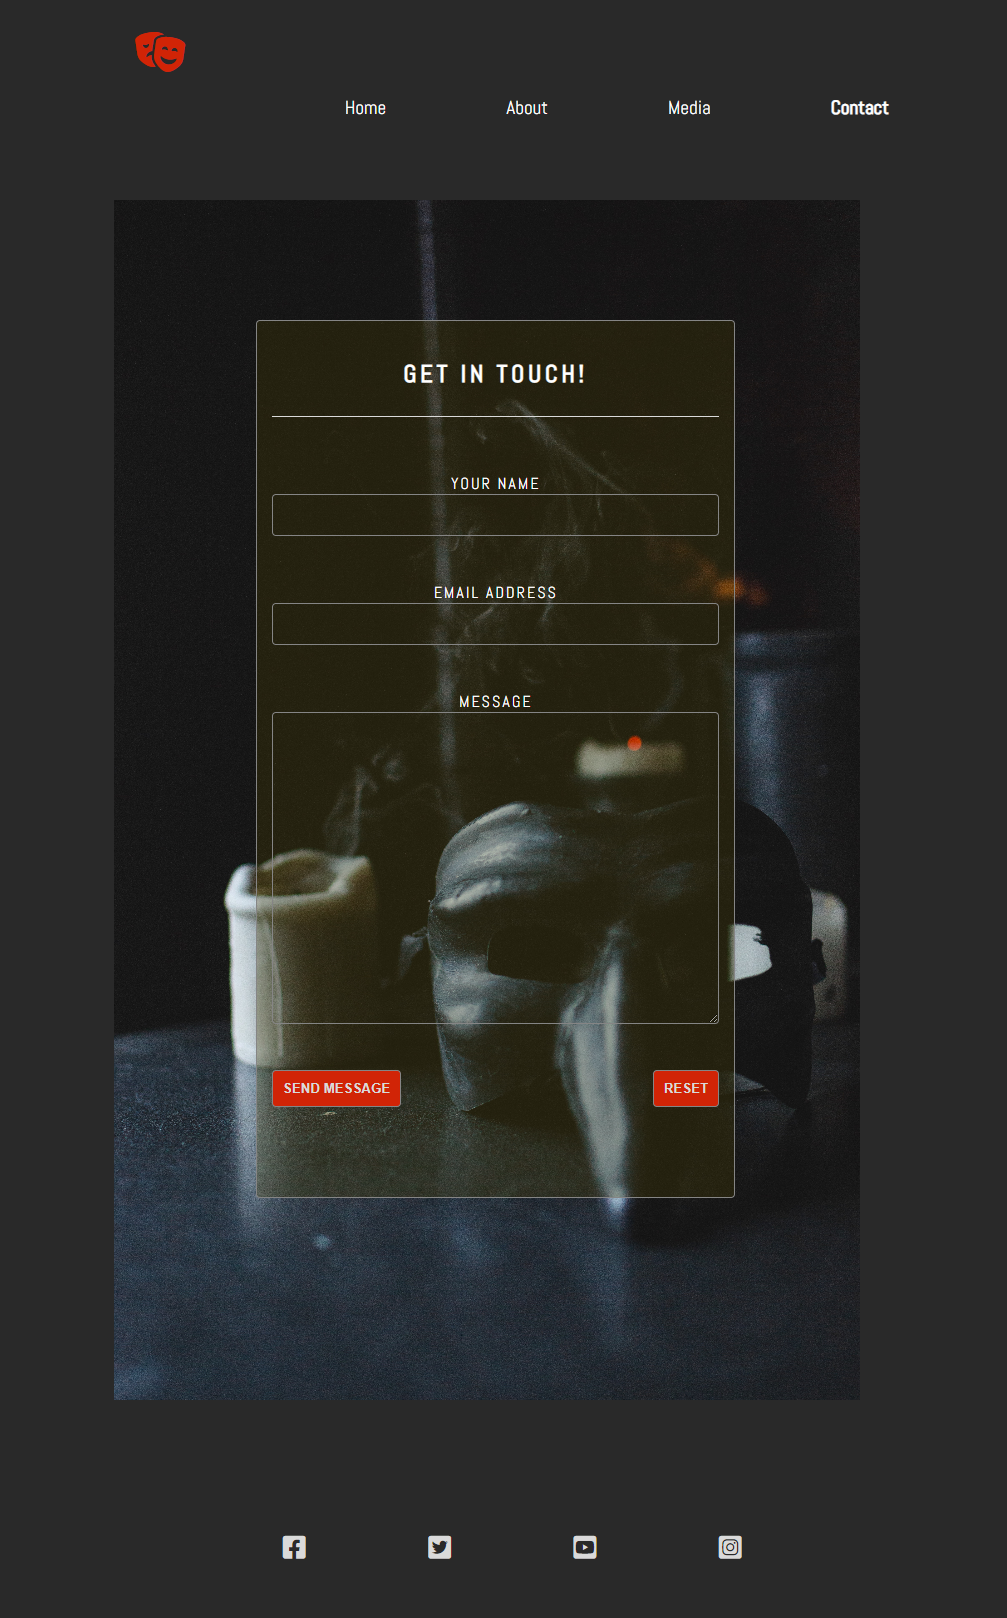 Home About Media Contact
GET IN TOUCH!
YOUR NAME
EMAIL ADDRESS
MESSAGE
SEND MESSAGE RESET